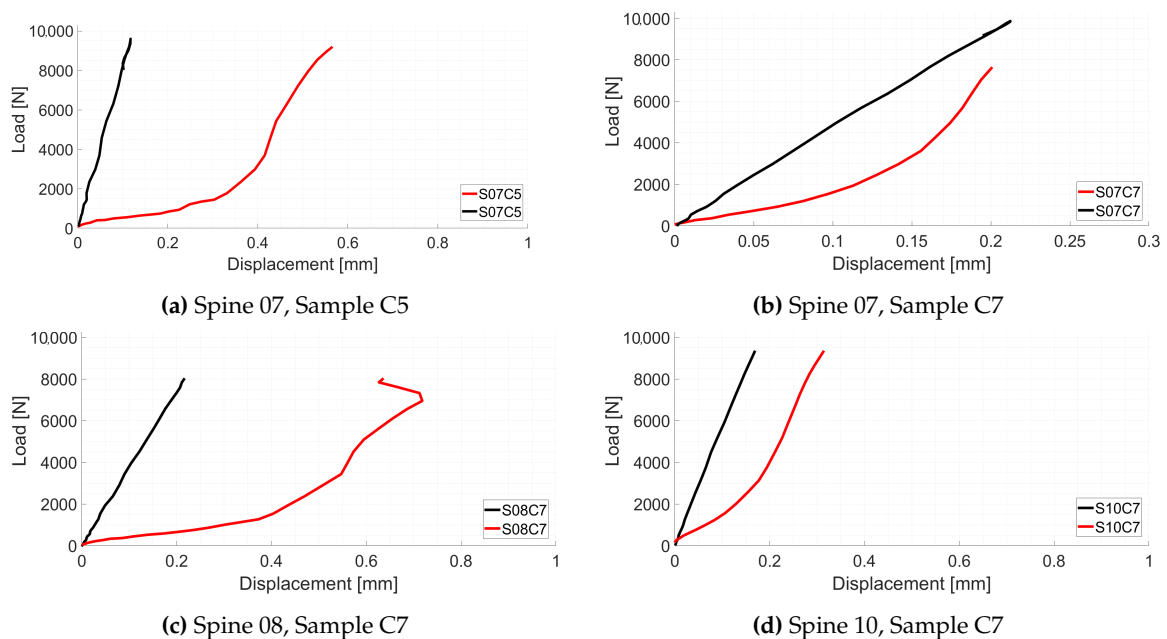 10.000
8000
6000
4000
2000
0
Load [N]
S07C5
S07C5
0 0.2 0.4 0.6 0.8 1
Displacement [mm]
(a) Spine 07, Sample C5
10.000
8000
6000
4000
2000
0
Load [N]
S07C7
S07C7
0 0.05 0.1 0.15 0.2 0.25 0.3
Displacement [mm]
(b) Spine 07, Sample C7
10.000
8000
6000
4000
2000
0
Load [N]
S08C7
S08C7
0 0.2 0.4 0.6 0.8 1
Displacement [mm]
(c) Spine 08, Sample C7
10.000
8000
6000
4000
2000
0
Load [N]
S10C7
S10C7
0 0.2 0.4 0.6 0.8 1
Displacement [mm]
(d) Spine 10, Sample C7